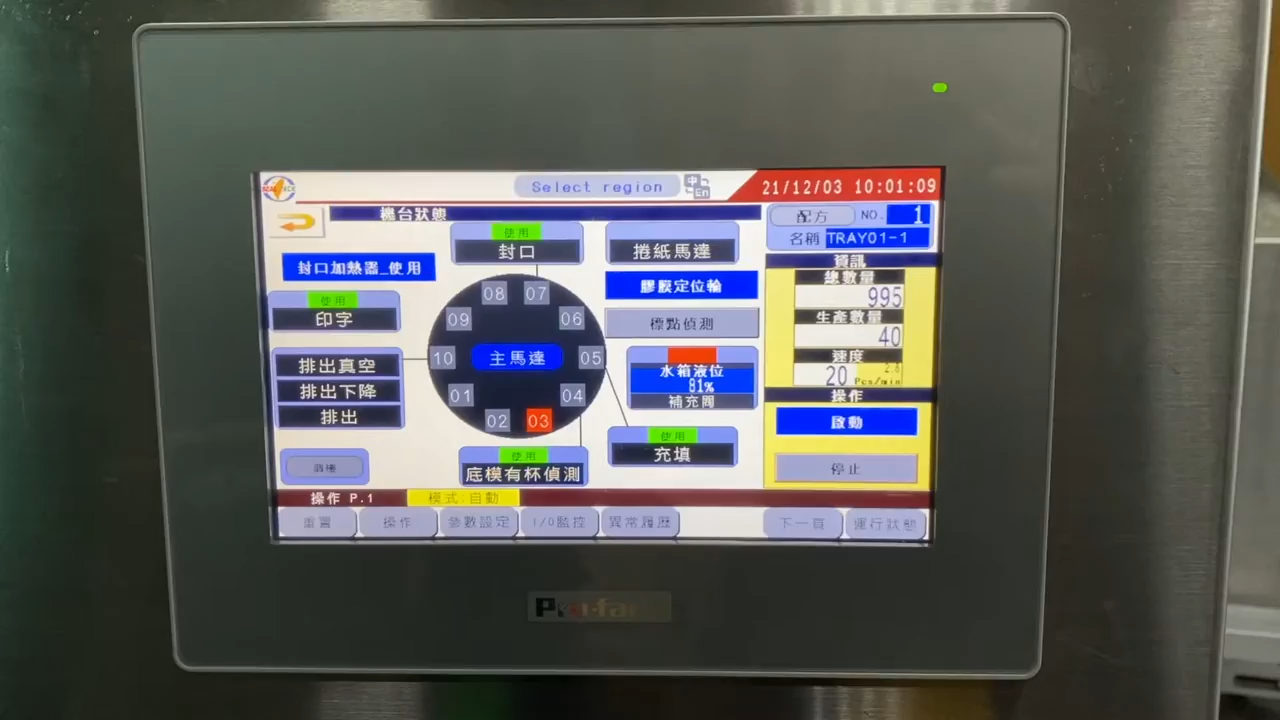 Select region
中 En
21/12/03 10:01:09
機台狀態
配方 NO. 1
名稱 TRAY01-1
使用
封口
捲紙馬達
資訊
封口加熱器_使用
總數量
995
膠膜定位輪
使用
印字
08 07
09 06
標點偵測
生產數量
40
10 主馬達 05
排出真空
水箱液位
81%
補充閥
速度
20 2.8 Pcs/min
排出下降
排出
01 04
02 03
操作
啟動
使用
充填
使用
底模有杯偵測
停止
操作 P.1
模式:自動
重置 操作 參數設定 I/O監控 異常履歷 下一頁 運行狀態